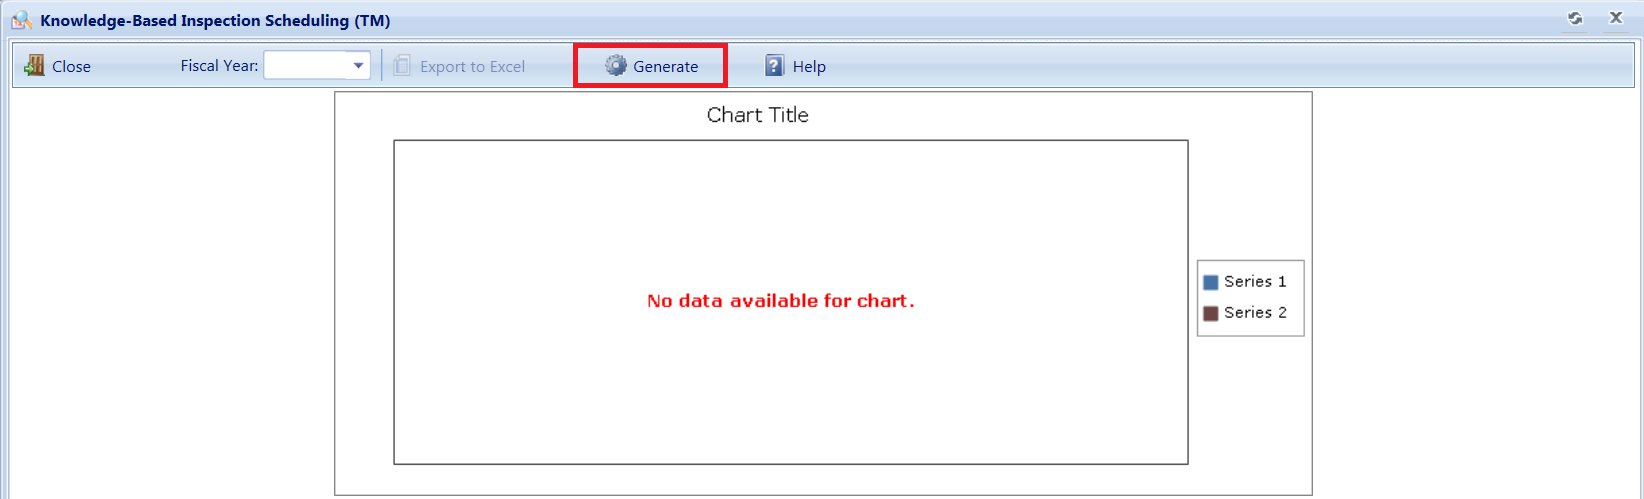 Knowledge-Based Inspection Scheduling (TM)
Close Fiscal Year: Export to Excel Generate Help
Chart Title
No data available for chart.
Series 1
Series 2